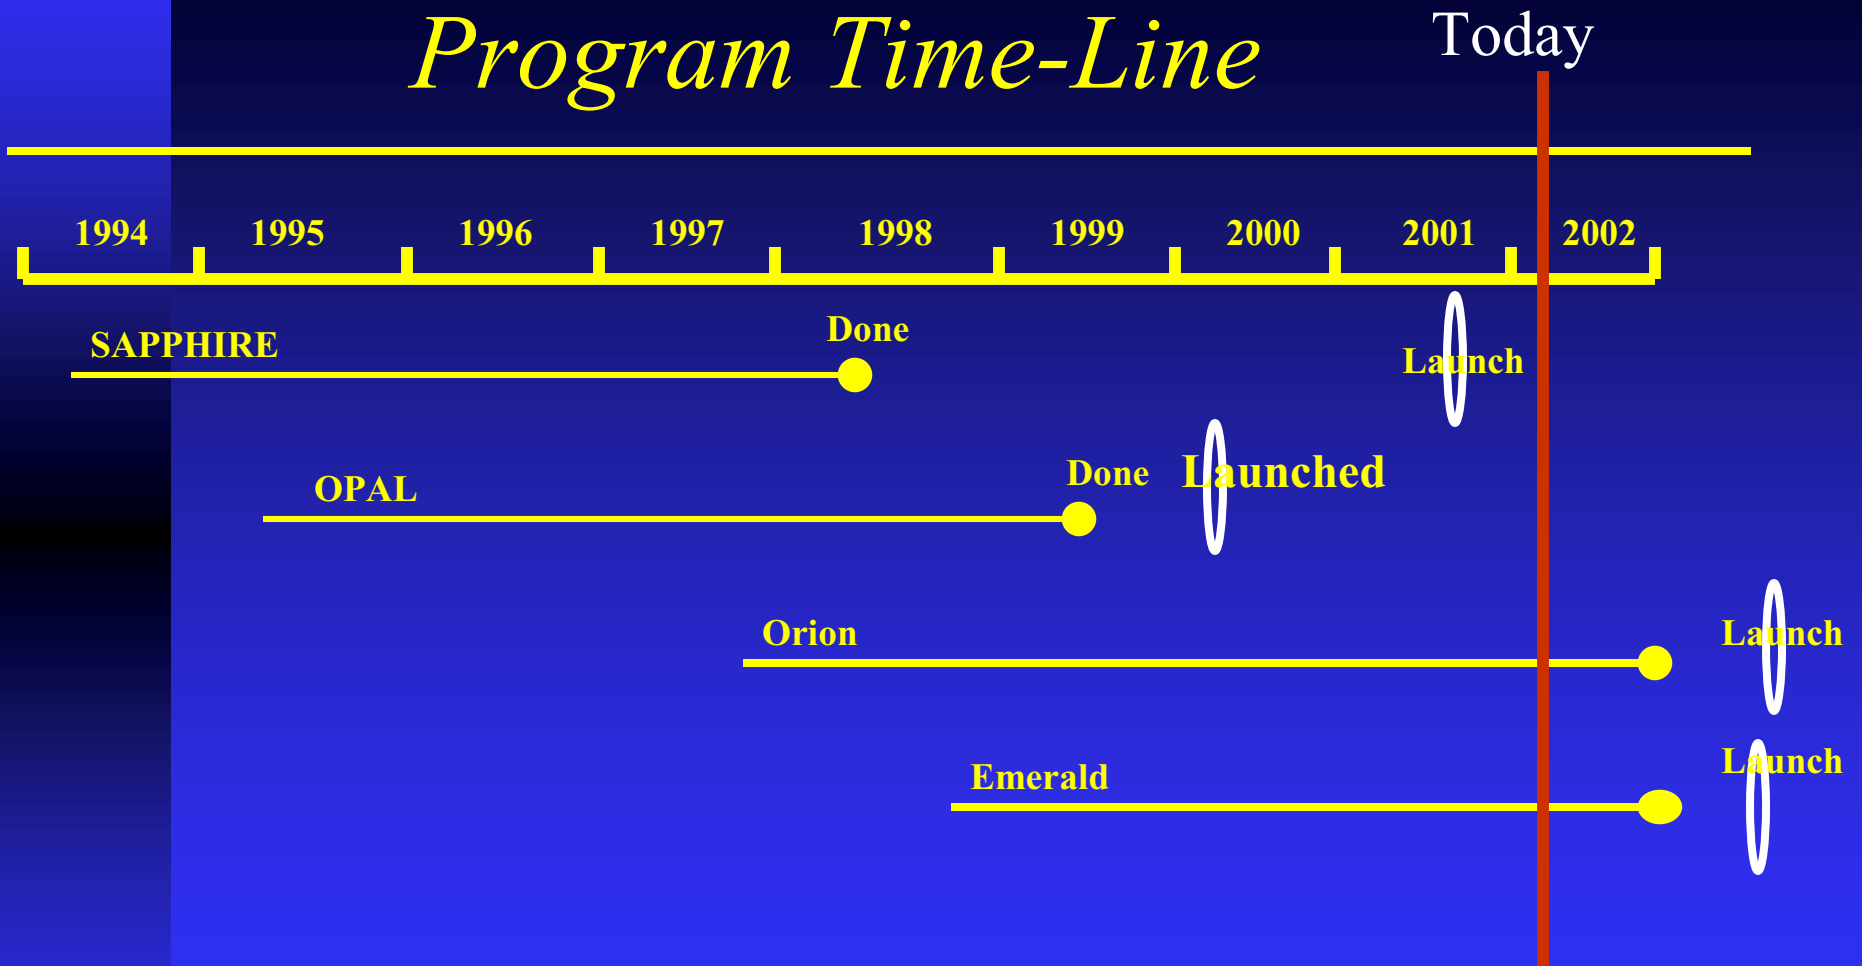 Program Time-Line
Today
1994 1995 1996 1997 1998 1999 2000 2001 2002
SAPPHIRE
Done
Launch
OPAL
Done
Launched
Orion
Launch
Emerald
Launch